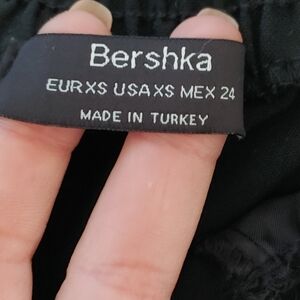 Bershka
EUR XS USA XS MEX 24
MADE IN TURKEY